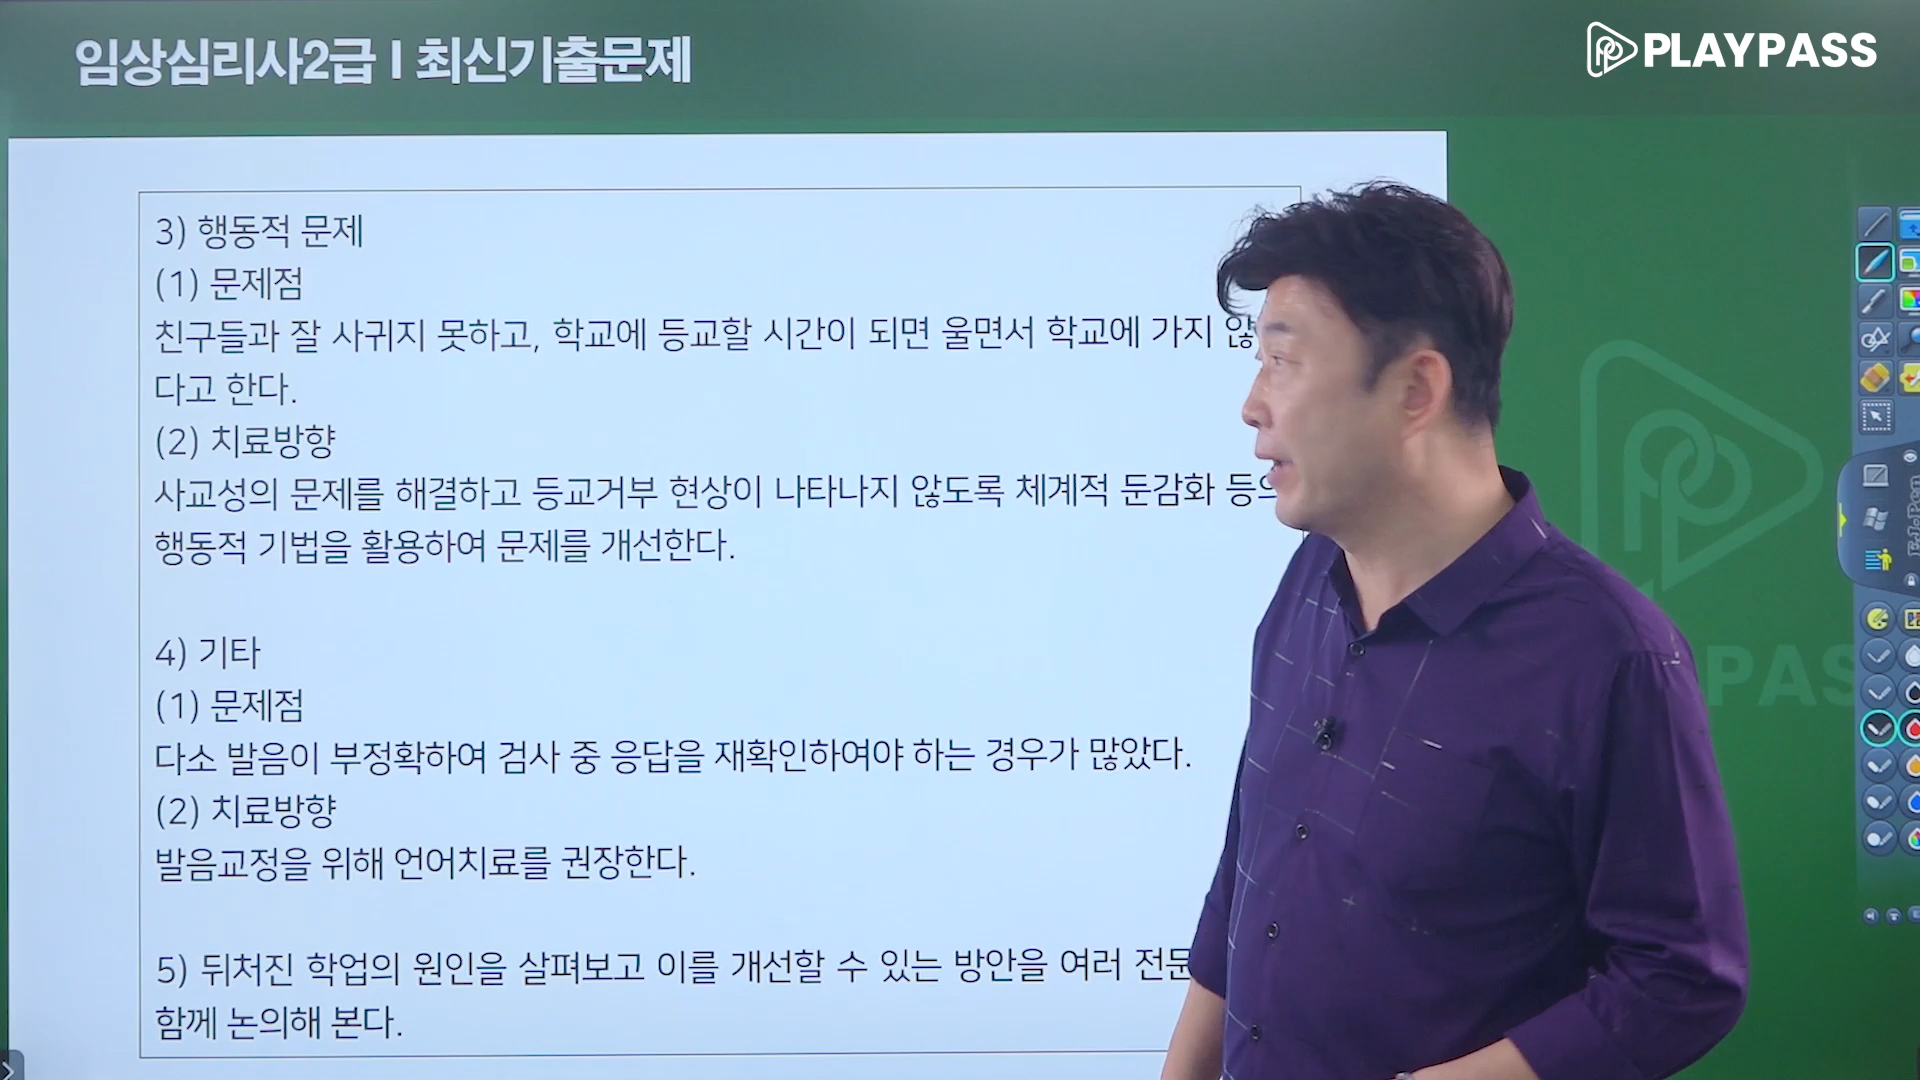 임상심리사2급 I 최신기출문제
PLAYPASS
3) 행동적 문제
(1) 문제점
친구들과 잘 사귀지 못하고, 학교에 등교할 시간이 되면 울면서 학교에 가지 않
다고 한다.
(2) 치료방향
사교성의 문제를 해결하고 등교거부 현상이 나타나지 않도록 체계적 둔감화 등의
행동적 기법을 활용하여 문제를 개선한다.
4) 기타
(1) 문제점
다소 발음이 부정확하여 검사 중 응답을 재확인하여야 하는 경우가 많았다.
(2) 치료방향
발음교정을 위해 언어치료를 권장한다.
5) 뒤처진 학업의 원인을 살펴보고 이를 개선할 수 있는 방안을 여러 전문
함께 논의해 본다.
PAS